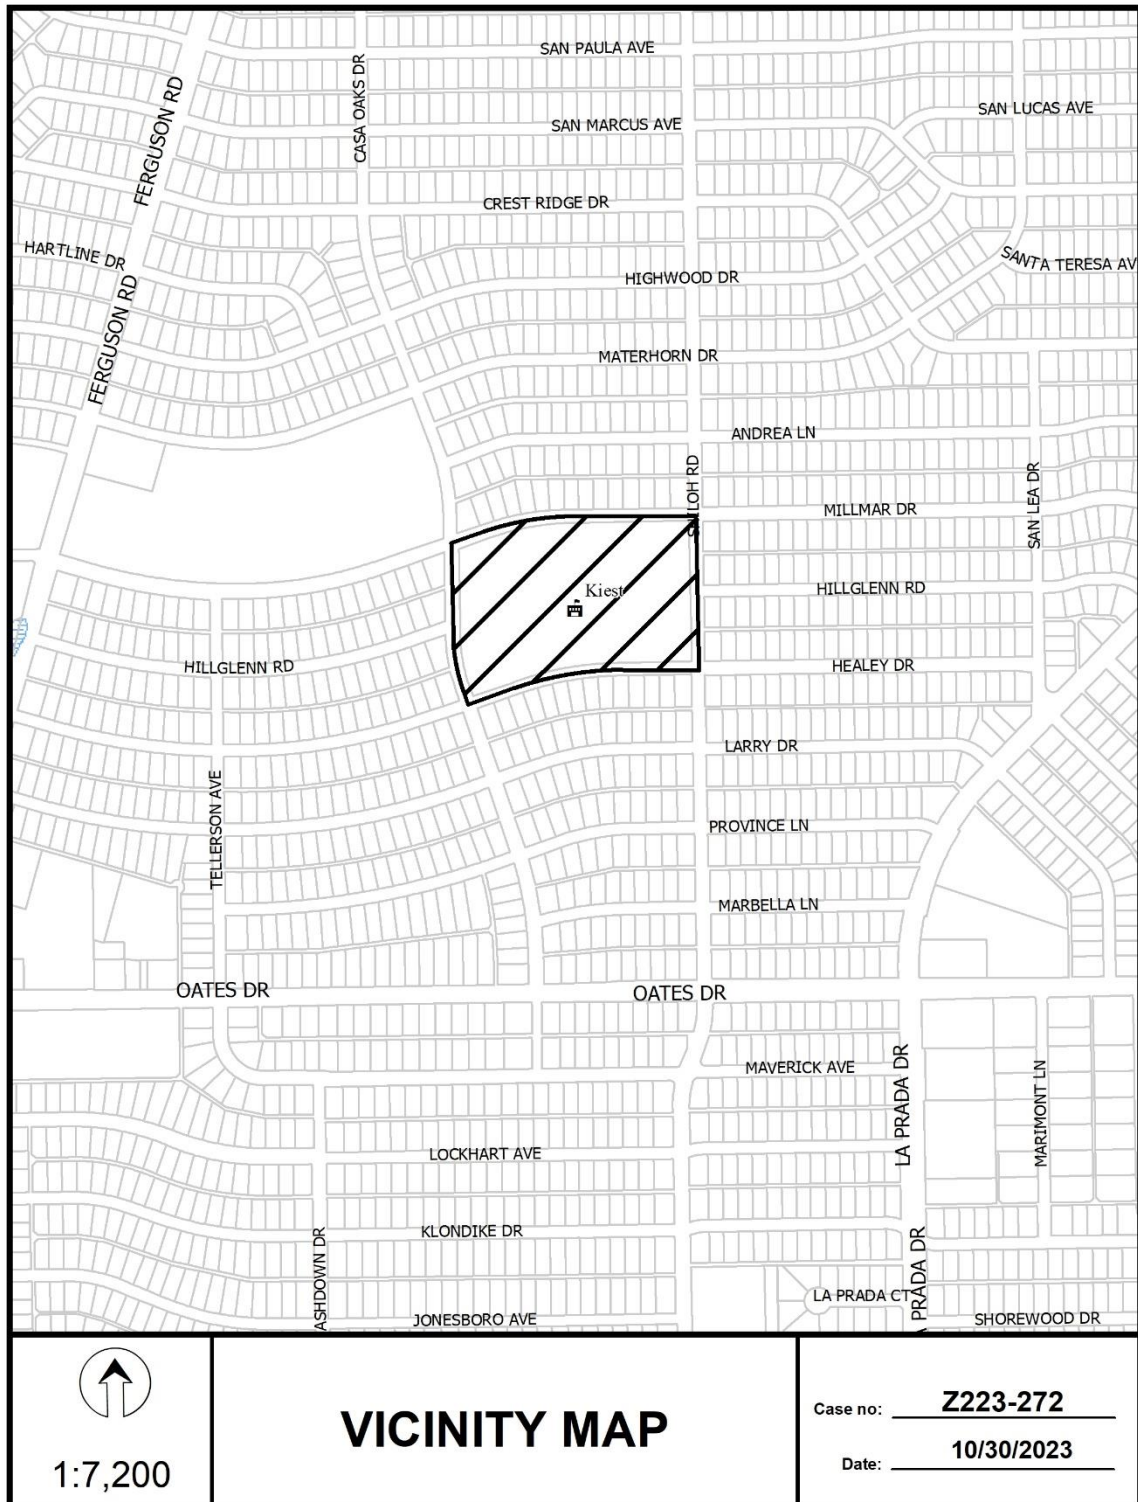 SAN PAULA AVE
CASA OAKS DR
FERGUSON RD
SAN LUCAS AVE
SAN MARCUS AVE
CREST RIDGE DR
HARTLINE DR
SANTA TERESA AV
HIGHWOOD DR
FERGUSON RD
MATERHORN DR
ANDREA LN
SHILOH RD
SAN LEA DR
MILLMAR DR
Kiest
HILLGLENN RD
HILLGLENN RD
HEALEY DR
LARRY DR
TELLERSON AVE
PROVINCE LN
MARBELLA LN
OATES DR
OATES DR
MAVERICK AVE
LA PRADA DR
MARIMONT LN
LOCKHART AVE
KLONDIKE DR
ASHDOWN DR
PRADA DR
LA PRADA CT
JONESBORO AVE
SHOREWOOD DR
1:7,200
VICINITY MAP
Case no: Z223-272
Date: 10/30/2023